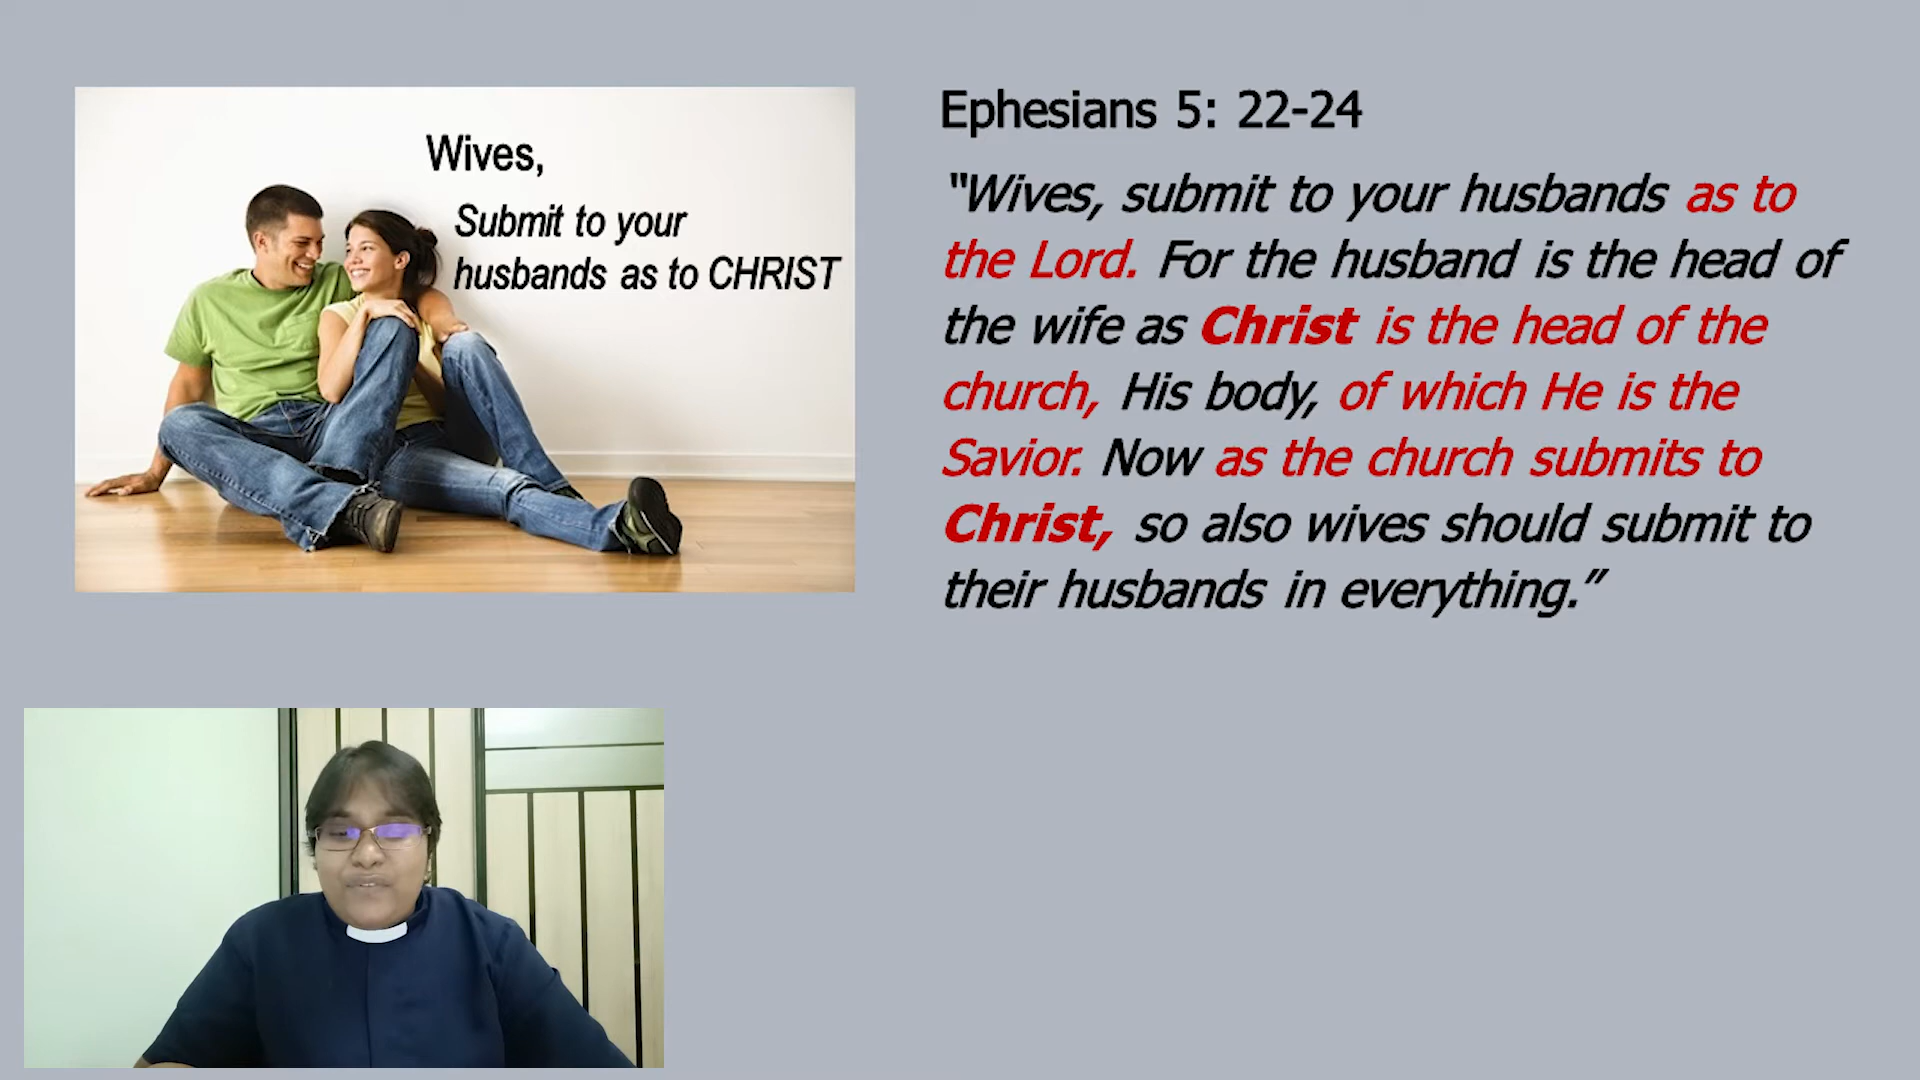 Wives,
Submit to your
husbands as to CHRIST
Ephesians 5: 22-24
“Wives, submit to your husbands as to
the Lord. For the husband is the head of
the wife as Christ is the head of the
church, His body, of which He is the
Savior. Now as the church submits to
Christ, so also wives should submit to
their husbands in everything.”